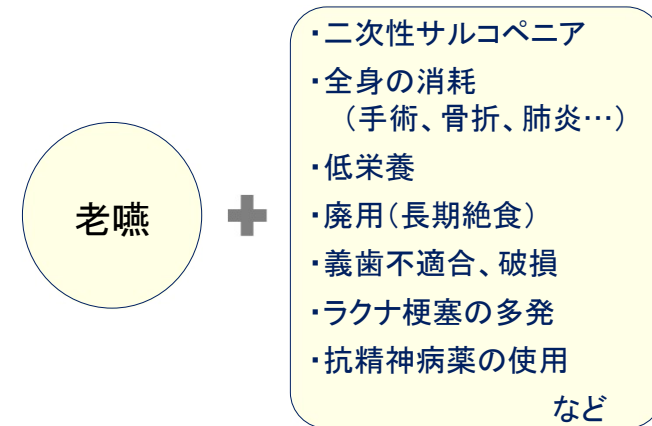 老嚥
・二次性サルコペニア
・全身の消耗
（手術、骨折、肺炎…）
・低栄養
・廃用（長期絶食）
・義歯不適合、破損
・ラクナ梗塞の多発
・抗精神病薬の使用
など